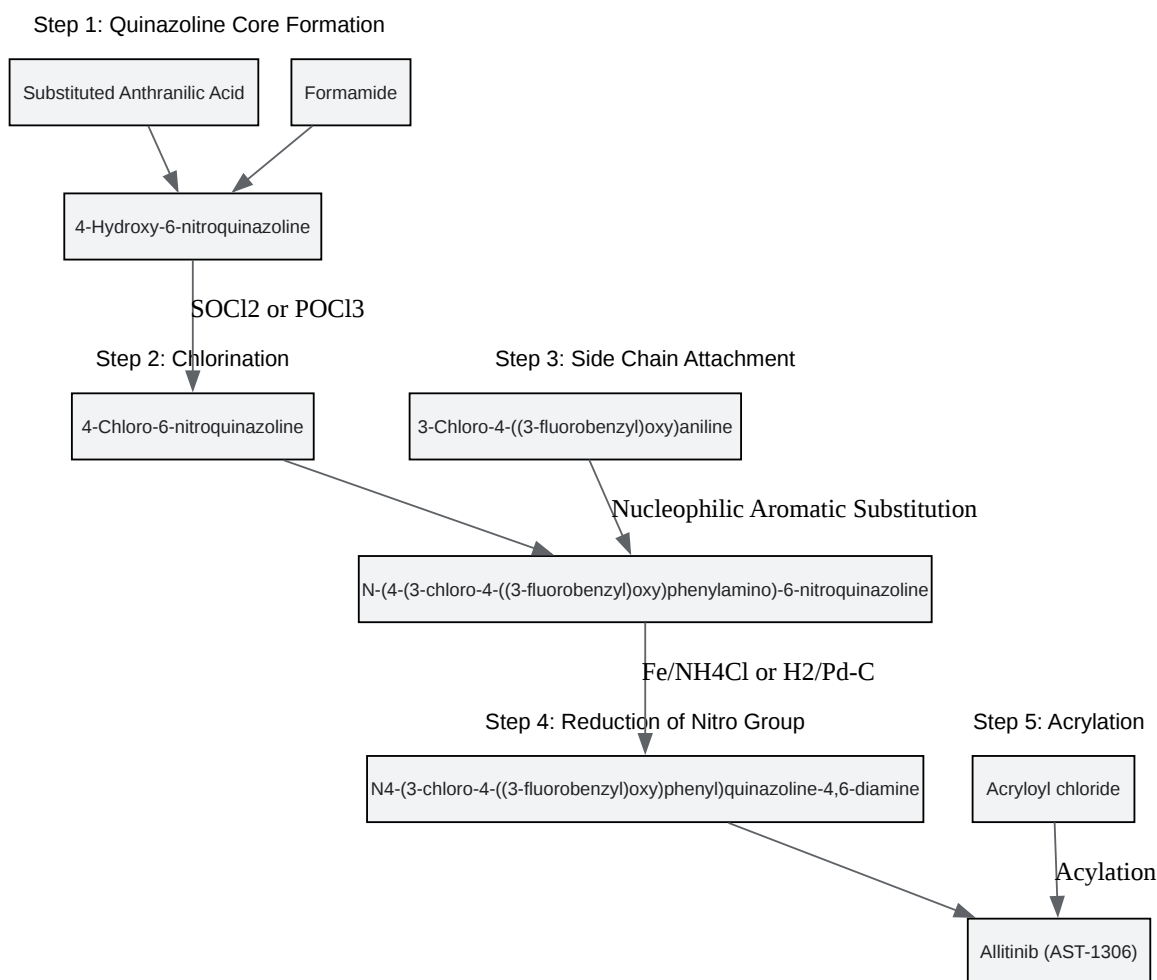 Step 1: Quinazoline Core Formation
Substituted Anthranilic Acid
Formamide
4-Hydroxy-6-nitroquinazoline
SOCl2 or POCl3
Step 2: Chlorination
Step 3: Side Chain Attachment
4-Chloro-6-nitroquinazoline
3-Chloro-4-((3-fluorobenzyl)oxy)aniline
Nucleophilic Aromatic Substitution
N-(4-(3-chloro-4-((3-fluorobenzyl)oxy)phenylamino)-6-nitroquinazoline
Fe/NH4Cl or H2/Pd-C
Step 4: Reduction of Nitro Group
Step 5: Acrylation
N4-(3-chloro-4-((3-fluorobenzyl)oxy)phenyl)quinazoline-4,6-diamine
Acryloyl chloride
Acylation
Allitinib (AST-1306)